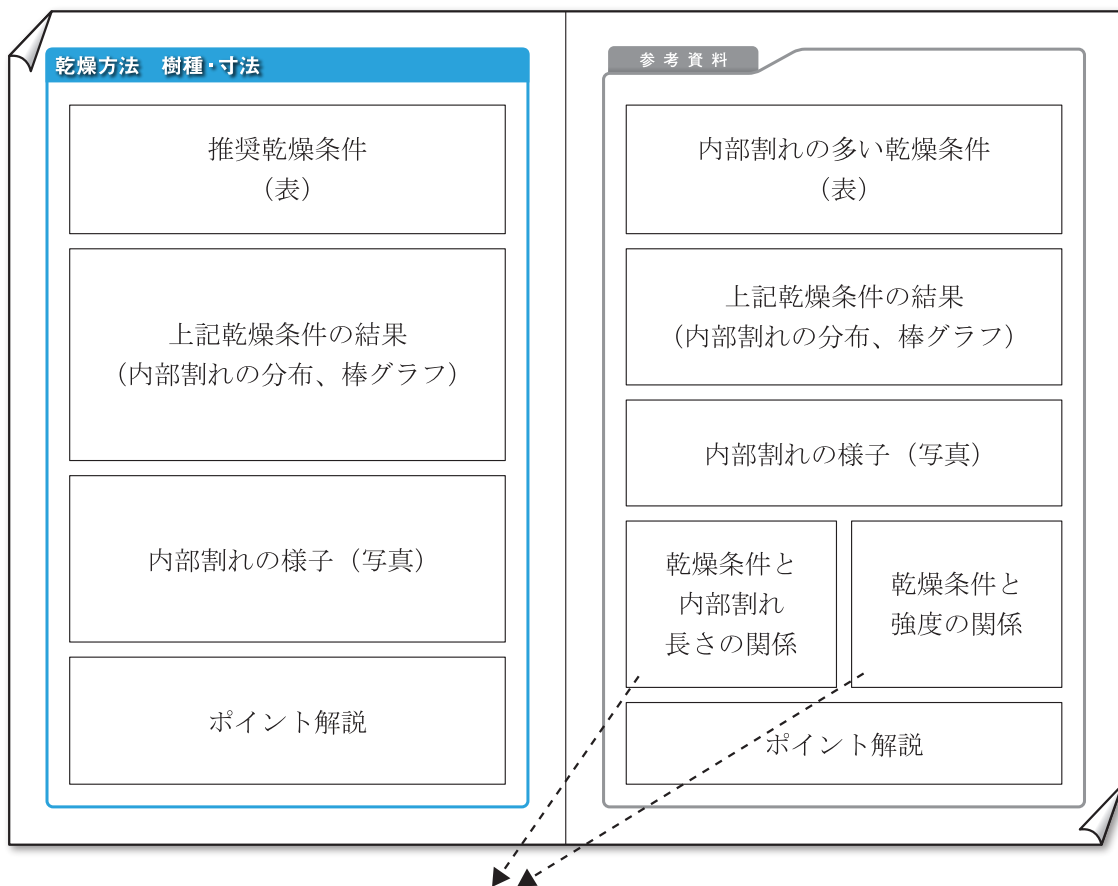 乾燥方法 樹種・寸法
推奨乾燥条件
（表）
上記乾燥条件の結果
（内部割れの分布、棒グラフ）
内部割れの様子（写真）
ポイント解説
参考資料
内部割れの多い乾燥条件
（表）
上記乾燥条件の結果
（内部割れの分布、棒グラフ）
内部割れの様子（写真）
乾燥条件と
内部割れ
長さの関係
乾燥条件と
強度の関係
ポイント解説